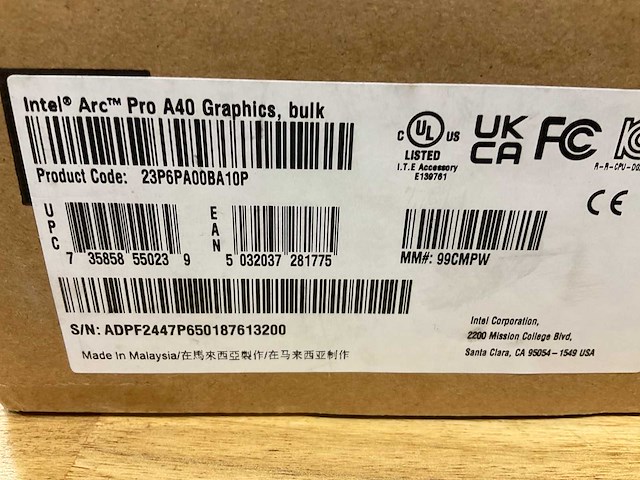 Intel® Arc™ Pro A40 Graphics, bulk
Product Code: 23P6PA00BA10P
UPC
7 35858 55023 9
EAN
5 032037 281775
MM#: 99CMPW
S/N: ADPF2447P650187613200
Made In Malaysia/在馬來西亞製作/在马来西亚制作
C UL US
LISTED
I.T.E Accessory
E139761
UK
CA
FC
CE
Intel Corporation,
2200 Mission College Blvd,
Santa Clara, CA 95054-1549 USA